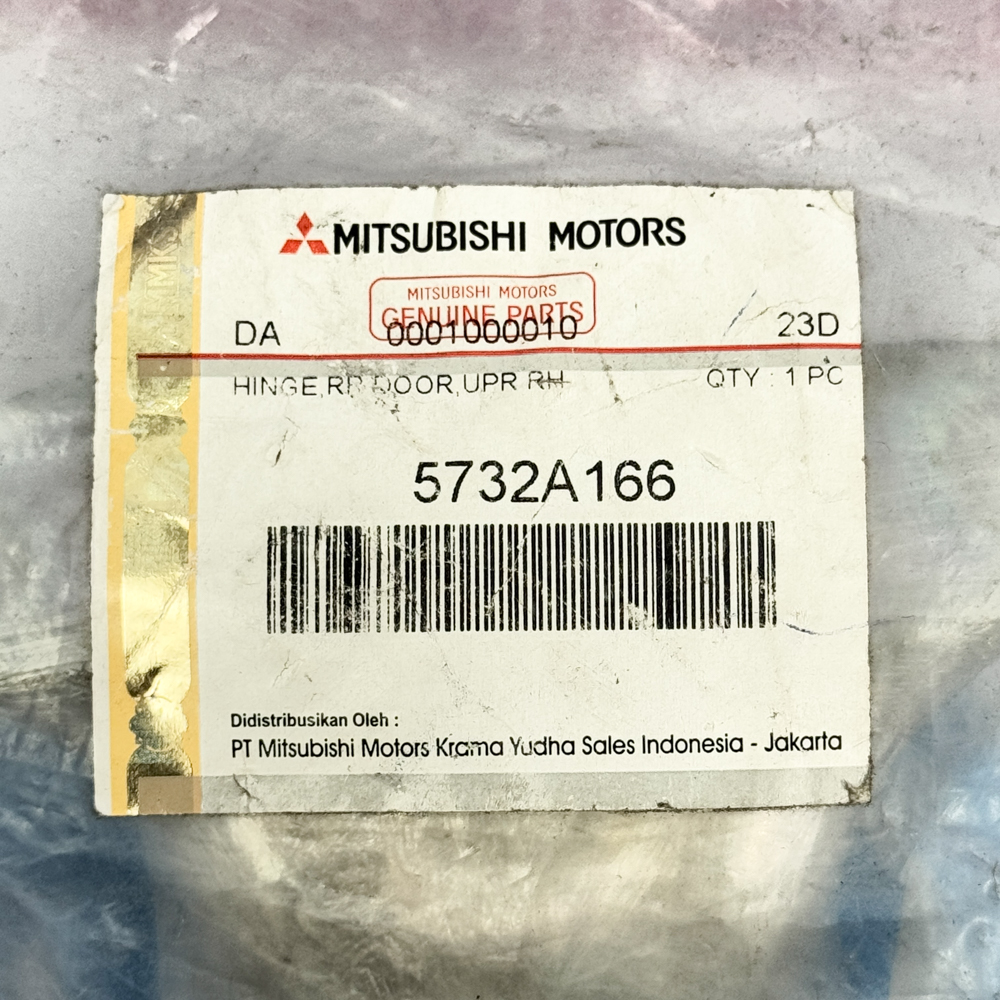 MITSUBISHI MOTORS
MITSUBISHI MOTORS
GENUINE PARTS
DA 0001000010 23D
HINGE,RR DOOR,UPR RH QTY : 1 PC
5732A166
Didistribusikan Oleh :
PT Mitsubishi Motors Krama Yudha Sales Indonesia - Jakarta